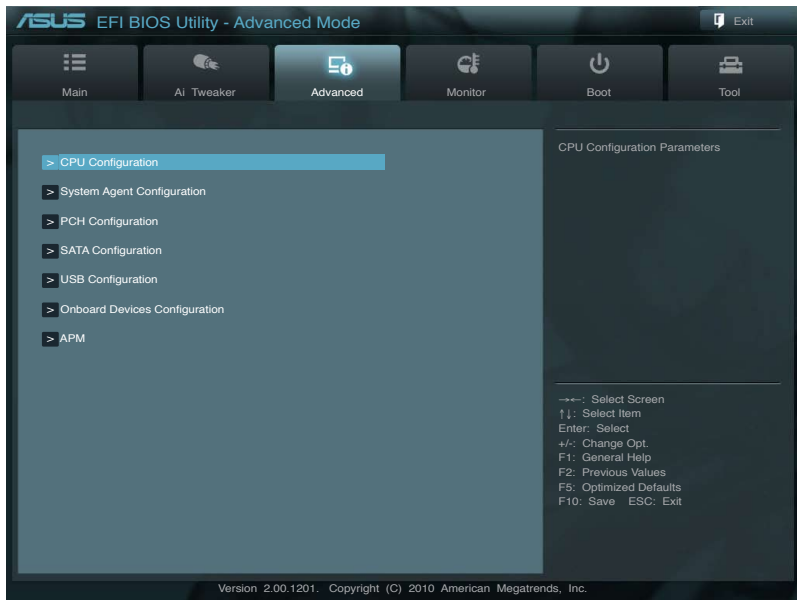 ASUS EFI BIOS Utility - Advanced Mode
Exit
Main
Ai Tweaker
Advanced
Monitor
Boot
Tool
> CPU Configuration
> System Agent Configuration
> PCH Configuration
> SATA Configuration
> USB Configuration
> Onboard Devices Configuration
> APM
CPU Configuration Parameters
→←: Select Screen
↑↓: Select Item
Enter: Select
+/-: Change Opt.
F1: General Help
F2: Previous Values
F5: Optimized Defaults
F10: Save ESC: Exit
Version 2.00.1201. Copyright (C) 2010 American Megatrends, Inc.